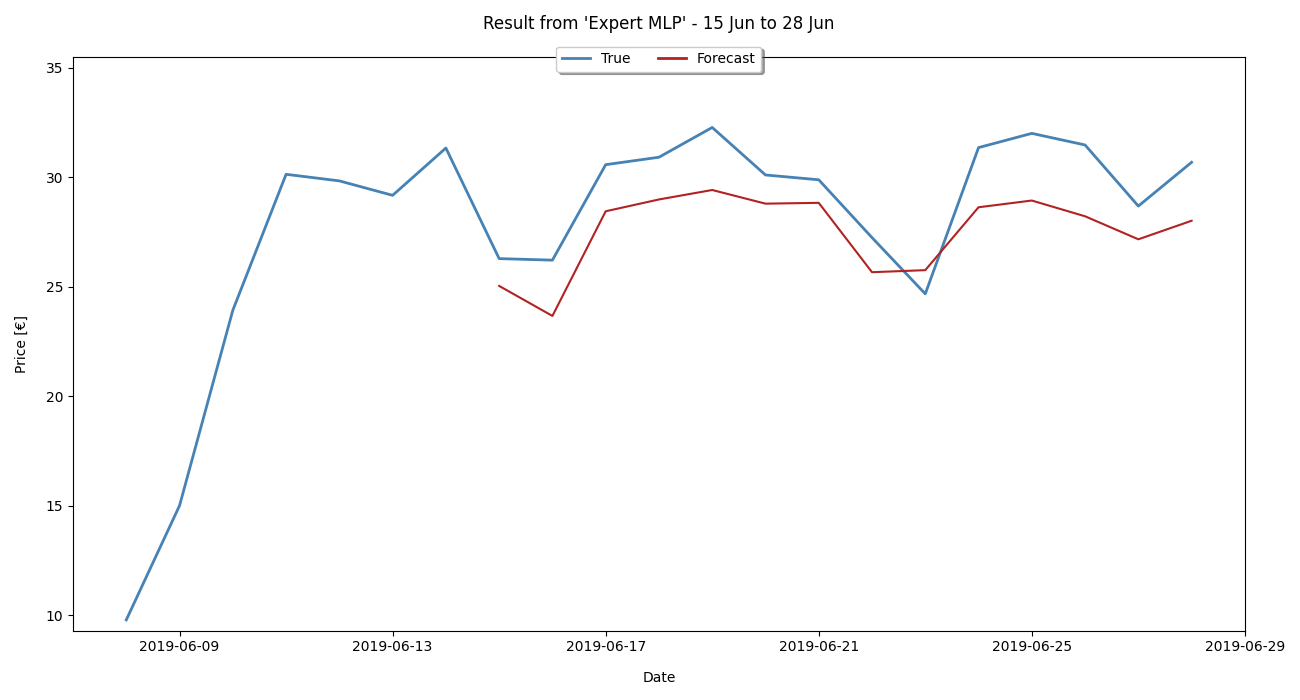 Result from 'Expert MLP' - 15 Jun to 28 Jun
True Forecast
35
30
25
20
15
10
Price [€]
2019-06-09 2019-06-13 2019-06-17 2019-06-21 2019-06-25 2019-06-29
Date